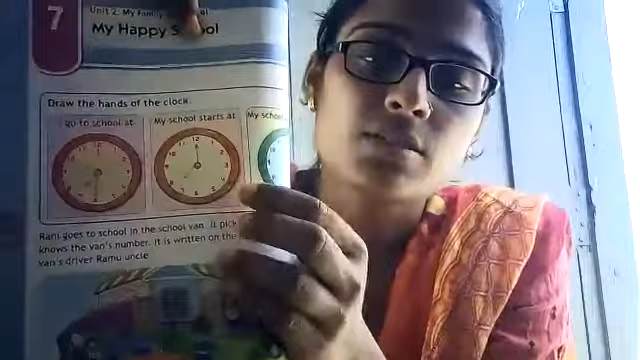 7
Unit 2: My Family
My Happy
Draw the hands of the clock.
go to school at
My school starts at
My
Rani goes to school in the school van. It
knows the van's number. It is written on the
van's driver Ramu uncle